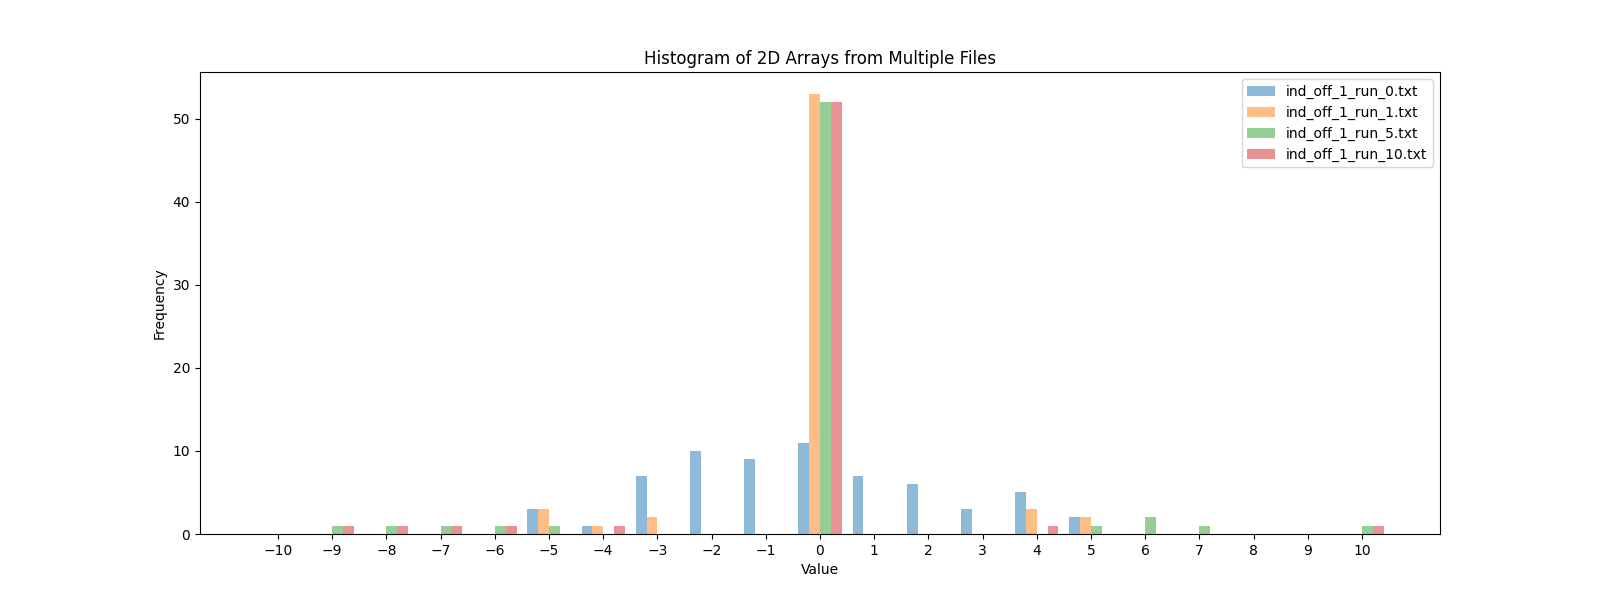 Histogram of 2D Arrays from Multiple Files
ind_off_1_run_0.txt
ind_off_1_run_1.txt
ind_off_1_run_5.txt
ind_off_1_run_10.txt
50
40
30
20
10
0
Frequency
−10 −9 −8 −7 −6 −5 −4 −3 −2 −1 0 1 2 3 4 5 6 7 8 9 10
Value